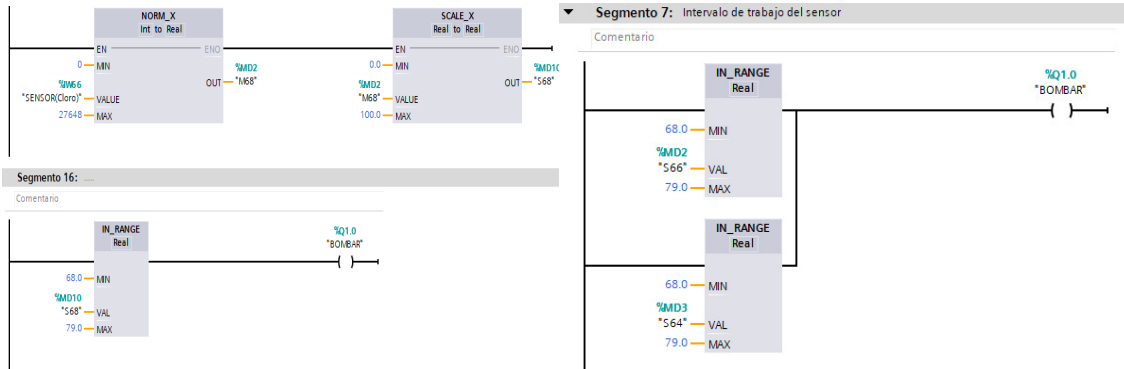 NORM_X
Int to Real
EN
ENO
0
MIN
%MD2
%IW66
OUT
"M68"
"SENSOR(Cloro)"
VALUE
27648
MAX
SCALE_X
Real to Real
EN
ENO
0.0
MIN
%MD10
%MD2
OUT
"S68"
"M68"
VALUE
100.0
MAX
Segmento 16: ....
Comentario
IN_RANGE
Real
%Q1.0
"BOMBAR"
68.0
MIN
%MD10
"S68"
VAL
79.0
MAX
Segmento 7: Intervalo de trabajo del sensor
Comentario
IN_RANGE
Real
%Q1.0
"BOMBAR"
68.0
MIN
%MD2
"S66"
VAL
79.0
MAX
IN_RANGE
Real
68.0
MIN
%MD3
"S64"
VAL
79.0
MAX